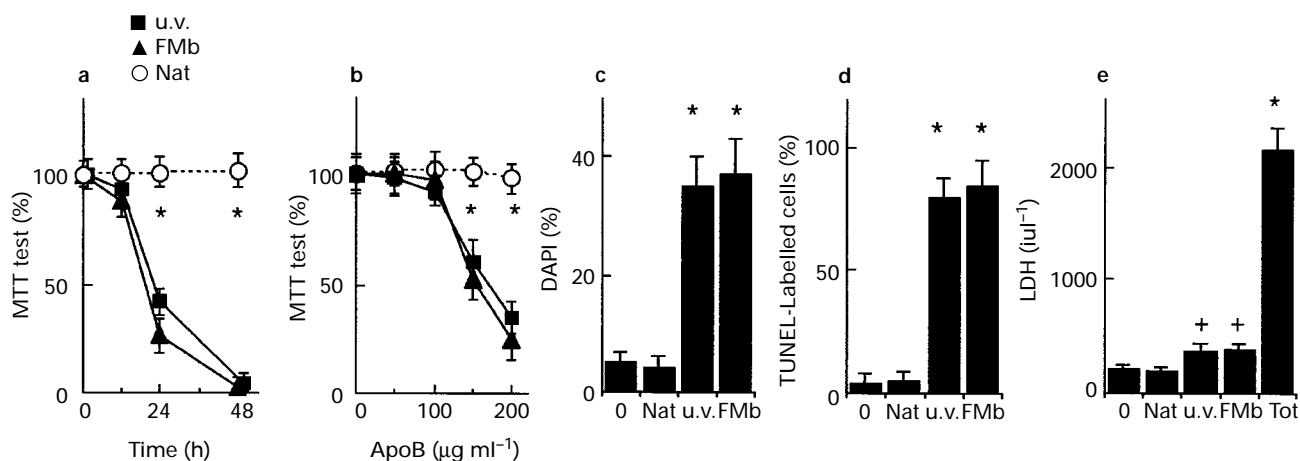 u.v.
FMb
Nat
a
b
c
d
e
MTT test (%)
100
50
0
0 24 48
Time (h)
* *
MTT test (%)
100
50
0
0 100 200
ApoB (μg ml⁻¹)
* *
DAPI (%)
40
20
0
0 Nat u.v. FMb
* *
TUNEL-Labelled cells (%)
100
50
0
0 Nat u.v. FMb
* *
LDH (iul⁻¹)
2000
1000
0
0 Nat u.v. FMb Tot
+ + *